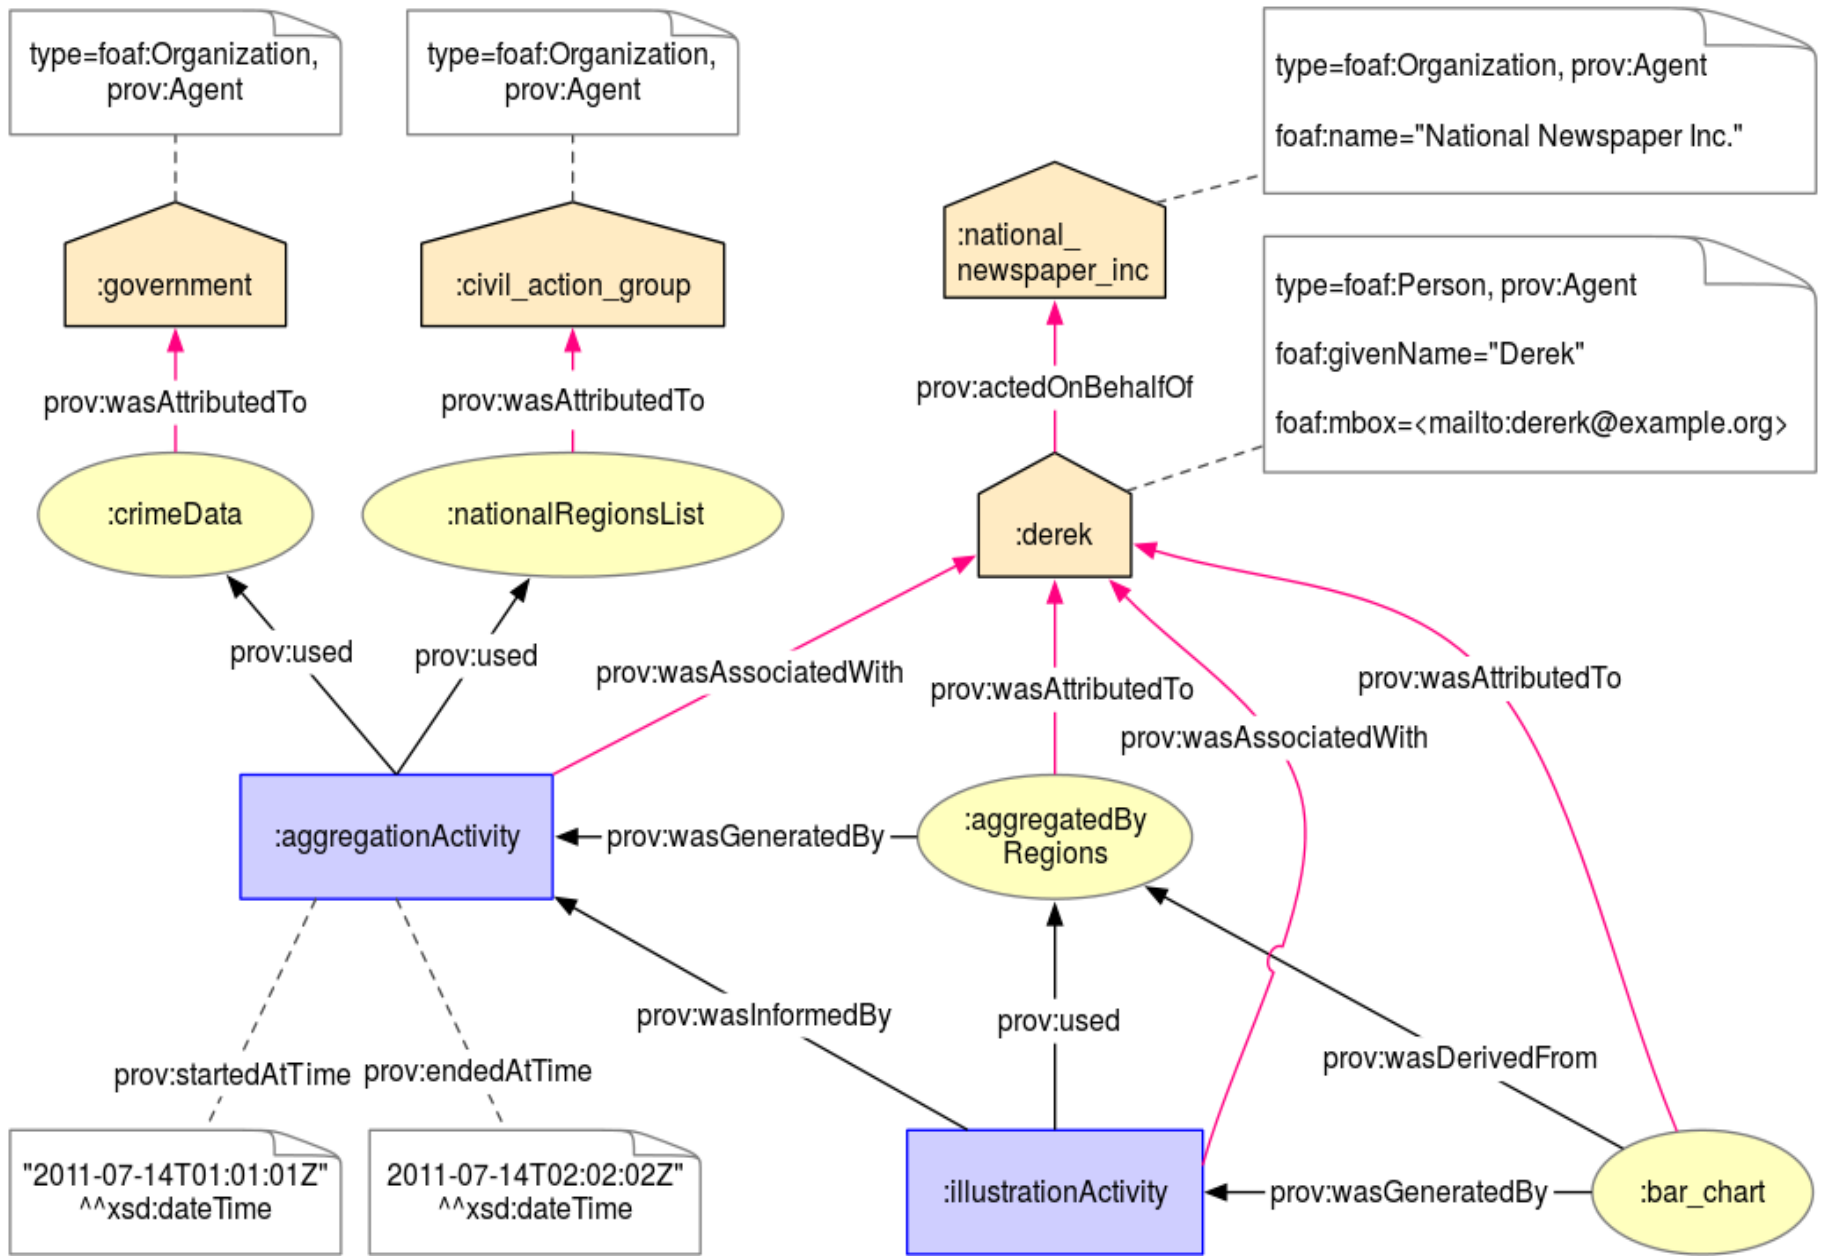 type=foaf:Organization,
prov:Agent
type=foaf:Organization,
prov:Agent
type=foaf:Organization, prov:Agent
foaf:name="National Newspaper Inc."
:government
:civil_action_group
:national_
newspaper_inc
type=foaf:Person, prov:Agent
foaf:givenName="Derek"
foaf:mbox=<mailto:dererk@example.org>
prov:wasAttributedTo
prov:wasAttributedTo
prov:actedOnBehalfOf
:crimeData
:nationalRegionsList
:derek
prov:used
prov:used
prov:wasAssociatedWith
prov:wasAttributedTo
prov:wasAttributedTo
prov:wasAssociatedWith
:aggregationActivity
prov:wasGeneratedBy
:aggregatedBy
Regions
prov:wasInformedBy
prov:used
prov:wasDerivedFrom
prov:startedAtTime
prov:endedAtTime
"2011-07-14T01:01:01Z"
^^xsd:dateTime
2011-07-14T02:02:02Z"
^^xsd:dateTime
:illustrationActivity
prov:wasGeneratedBy
:bar_chart